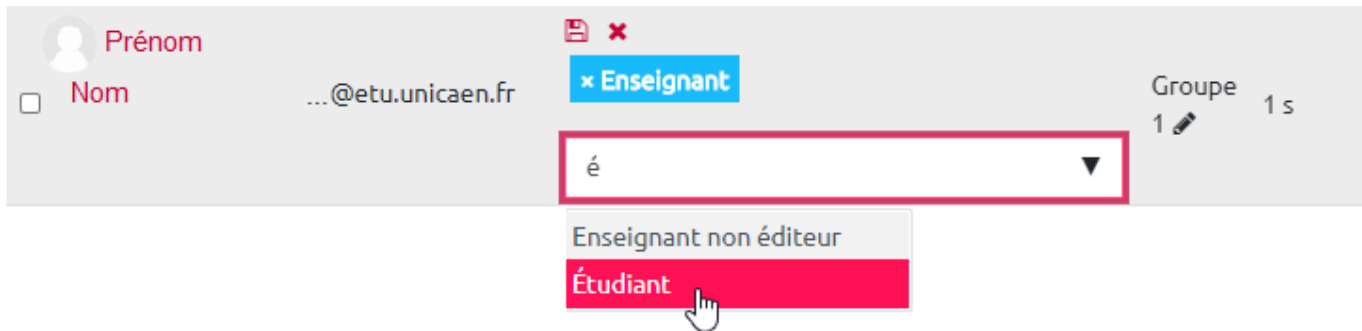 Prénom
Nom
...@etu.unicaen.fr
× Enseignant
é
Groupe
1
1 s
Enseignant non éditeur
Étudiant